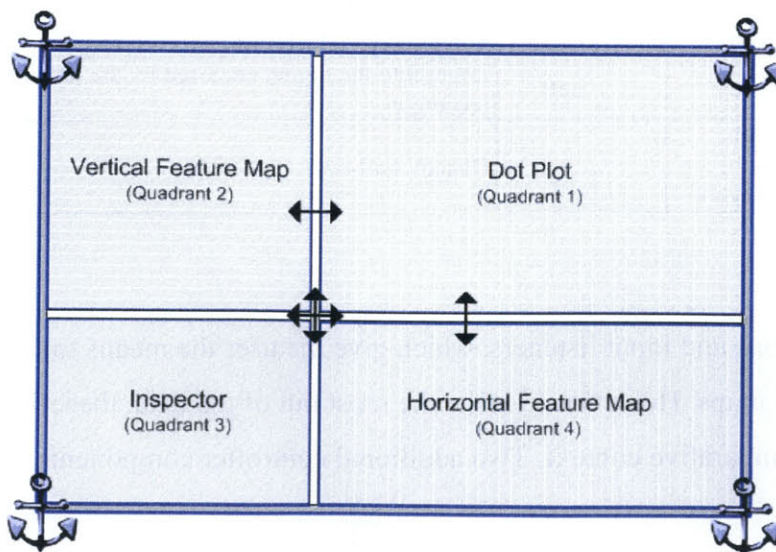 Vertical Feature Map
(Quadrant 2)
Dot Plot
(Quadrant 1)
Inspector
(Quadrant 3)
Horizontal Feature Map
(Quadrant 4)